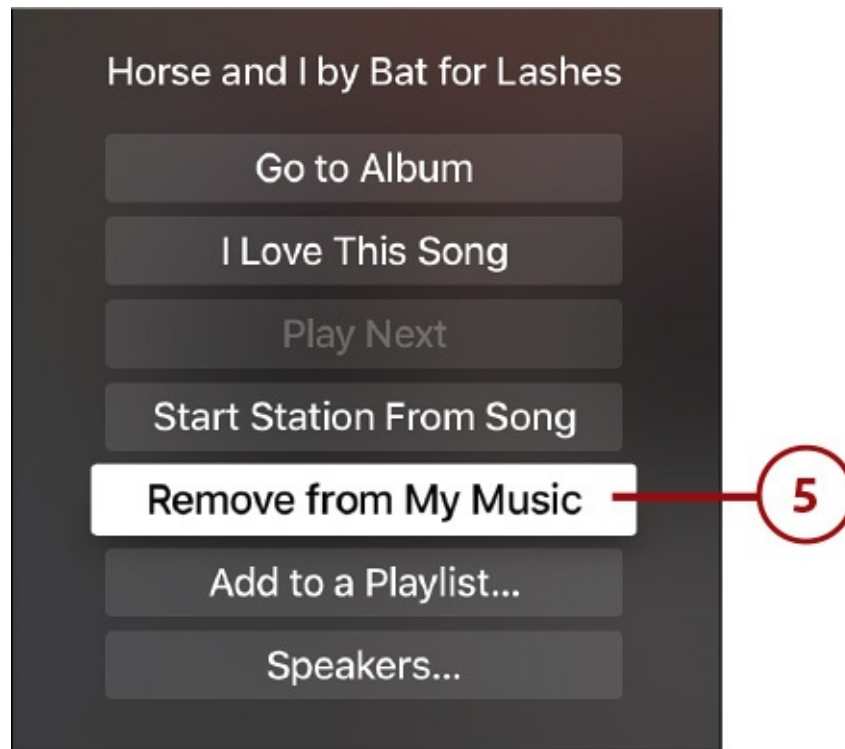 Horse and I by Bat for Lashes
Go to Album
I Love This Song
Play Next
Start Station From Song
Remove from My Music
5
Add to a Playlist...
Speakers...